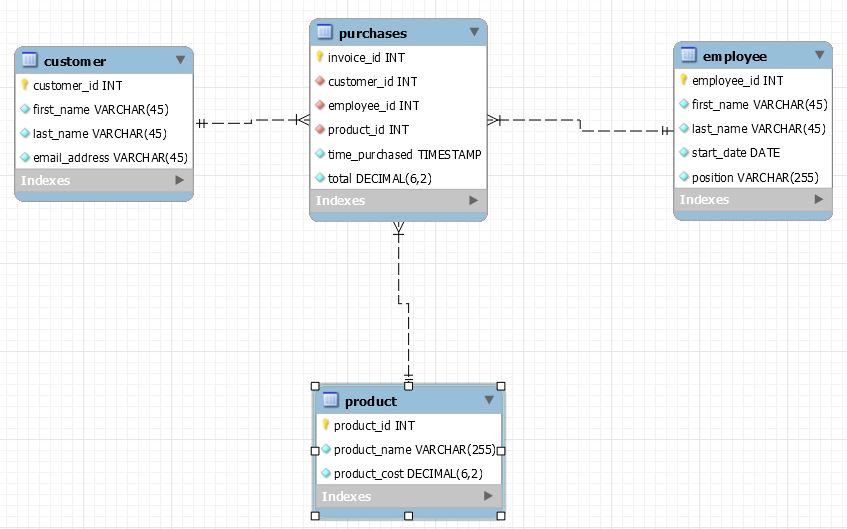 customer
customer_id INT
first_name VARCHAR(45)
last_name VARCHAR(45)
email_address VARCHAR(45)
Indexes
purchases
invoice_id INT
customer_id INT
employee_id INT
product_id INT
time_purchased TIMESTAMP
total DECIMAL(6,2)
Indexes
employee
employee_id INT
first_name VARCHAR(45)
last_name VARCHAR(45)
start_date DATE
position VARCHAR(255)
Indexes
product
product_id INT
product_name VARCHAR(255)
product_cost DECIMAL(6,2)
Indexes